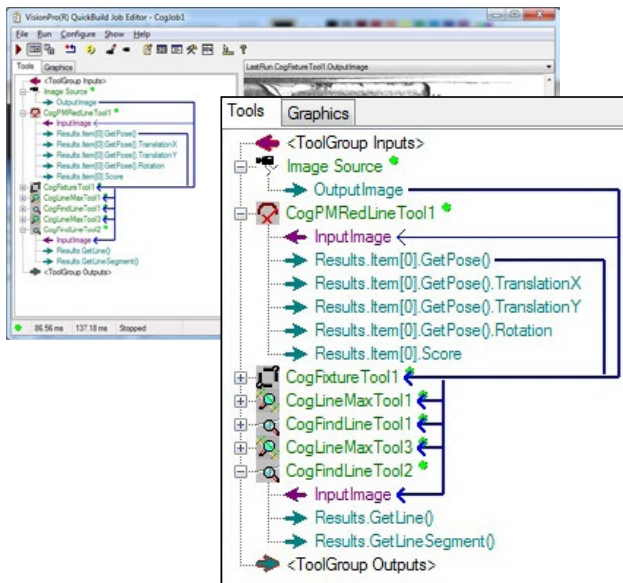 VisionPro(R) QuickBuild Job Editor - CogJob1
File Run Configure Show Help
Tools Graphics
LastRun.CogFixtureTool1.OutputImage
<ToolGroup Inputs>
Image Source
OutputImage
CogPMRedLineTool1
InputImage
Results.Item[0].GetPose()
Results.Item[0].GetPose().TranslationX
Results.Item[0].GetPose().TranslationY
Results.Item[0].GetPose().Rotation
Results.Item[0].Score
CogFixtureTool1
CogLineMaxTool1
CogFindLineTool1
CogLineMaxTool3
CogFindLineTool2
InputImage
Results.GetLine()
Results.GetLineSegment()
<ToolGroup Outputs>
86.56 ms 137.18 ms Stopped
Tools Graphics
<ToolGroup Inputs>
Image Source
OutputImage
CogPMRedLineTool1
InputImage
Results.Item[0].GetPose()
Results.Item[0].GetPose().TranslationX
Results.Item[0].GetPose().TranslationY
Results.Item[0].GetPose().Rotation
Results.Item[0].Score
CogFixtureTool1
CogLineMaxTool1
CogFindLineTool1
CogLineMaxTool3
CogFindLineTool2
InputImage
Results.GetLine()
Results.GetLineSegment()
<ToolGroup Outputs>